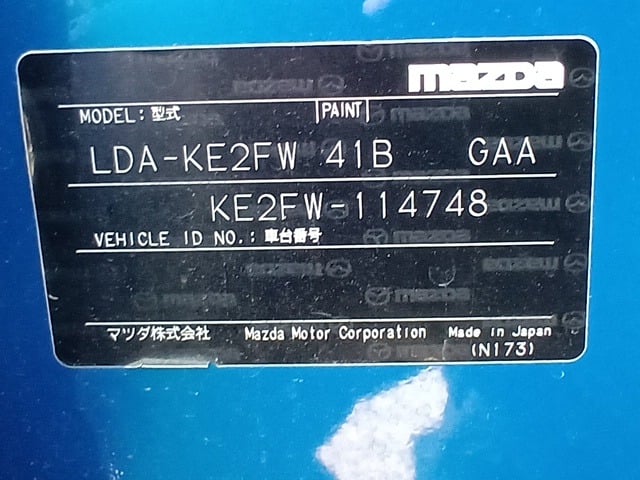 mazda
MODEL: 型式 |PAINT|
LDA-KE2FW 41B GAA
KE2FW-114748
VEHICLE ID NO.: 車台番号
マツダ株式会社 Mazda Motor Corporation Made in Japan
(N173)